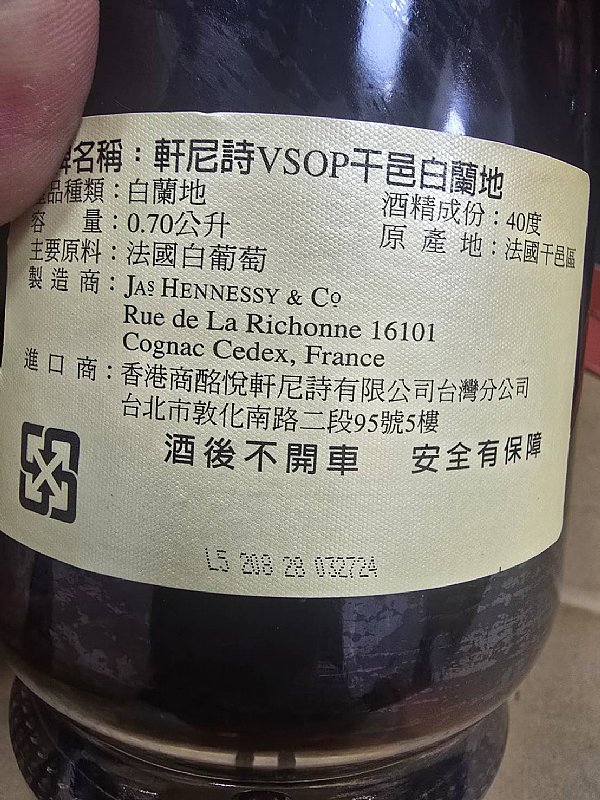 名稱：軒尼詩VSOP干邑白蘭地
品種類：白蘭地
酒精成份：40度
容 量：0.70公升
原 產 地：法國干邑區
主要原料：法國白葡萄
製 造 商：JAS HENNESSY & CO
Rue de La Richonne 16101
Cognac Cedex, France
進 口 商：香港商酩悅軒尼詩有限公司台灣分公司
台北市敦化南路二段95號5樓
酒後不開車 安全有保障
L5 208 28 032724